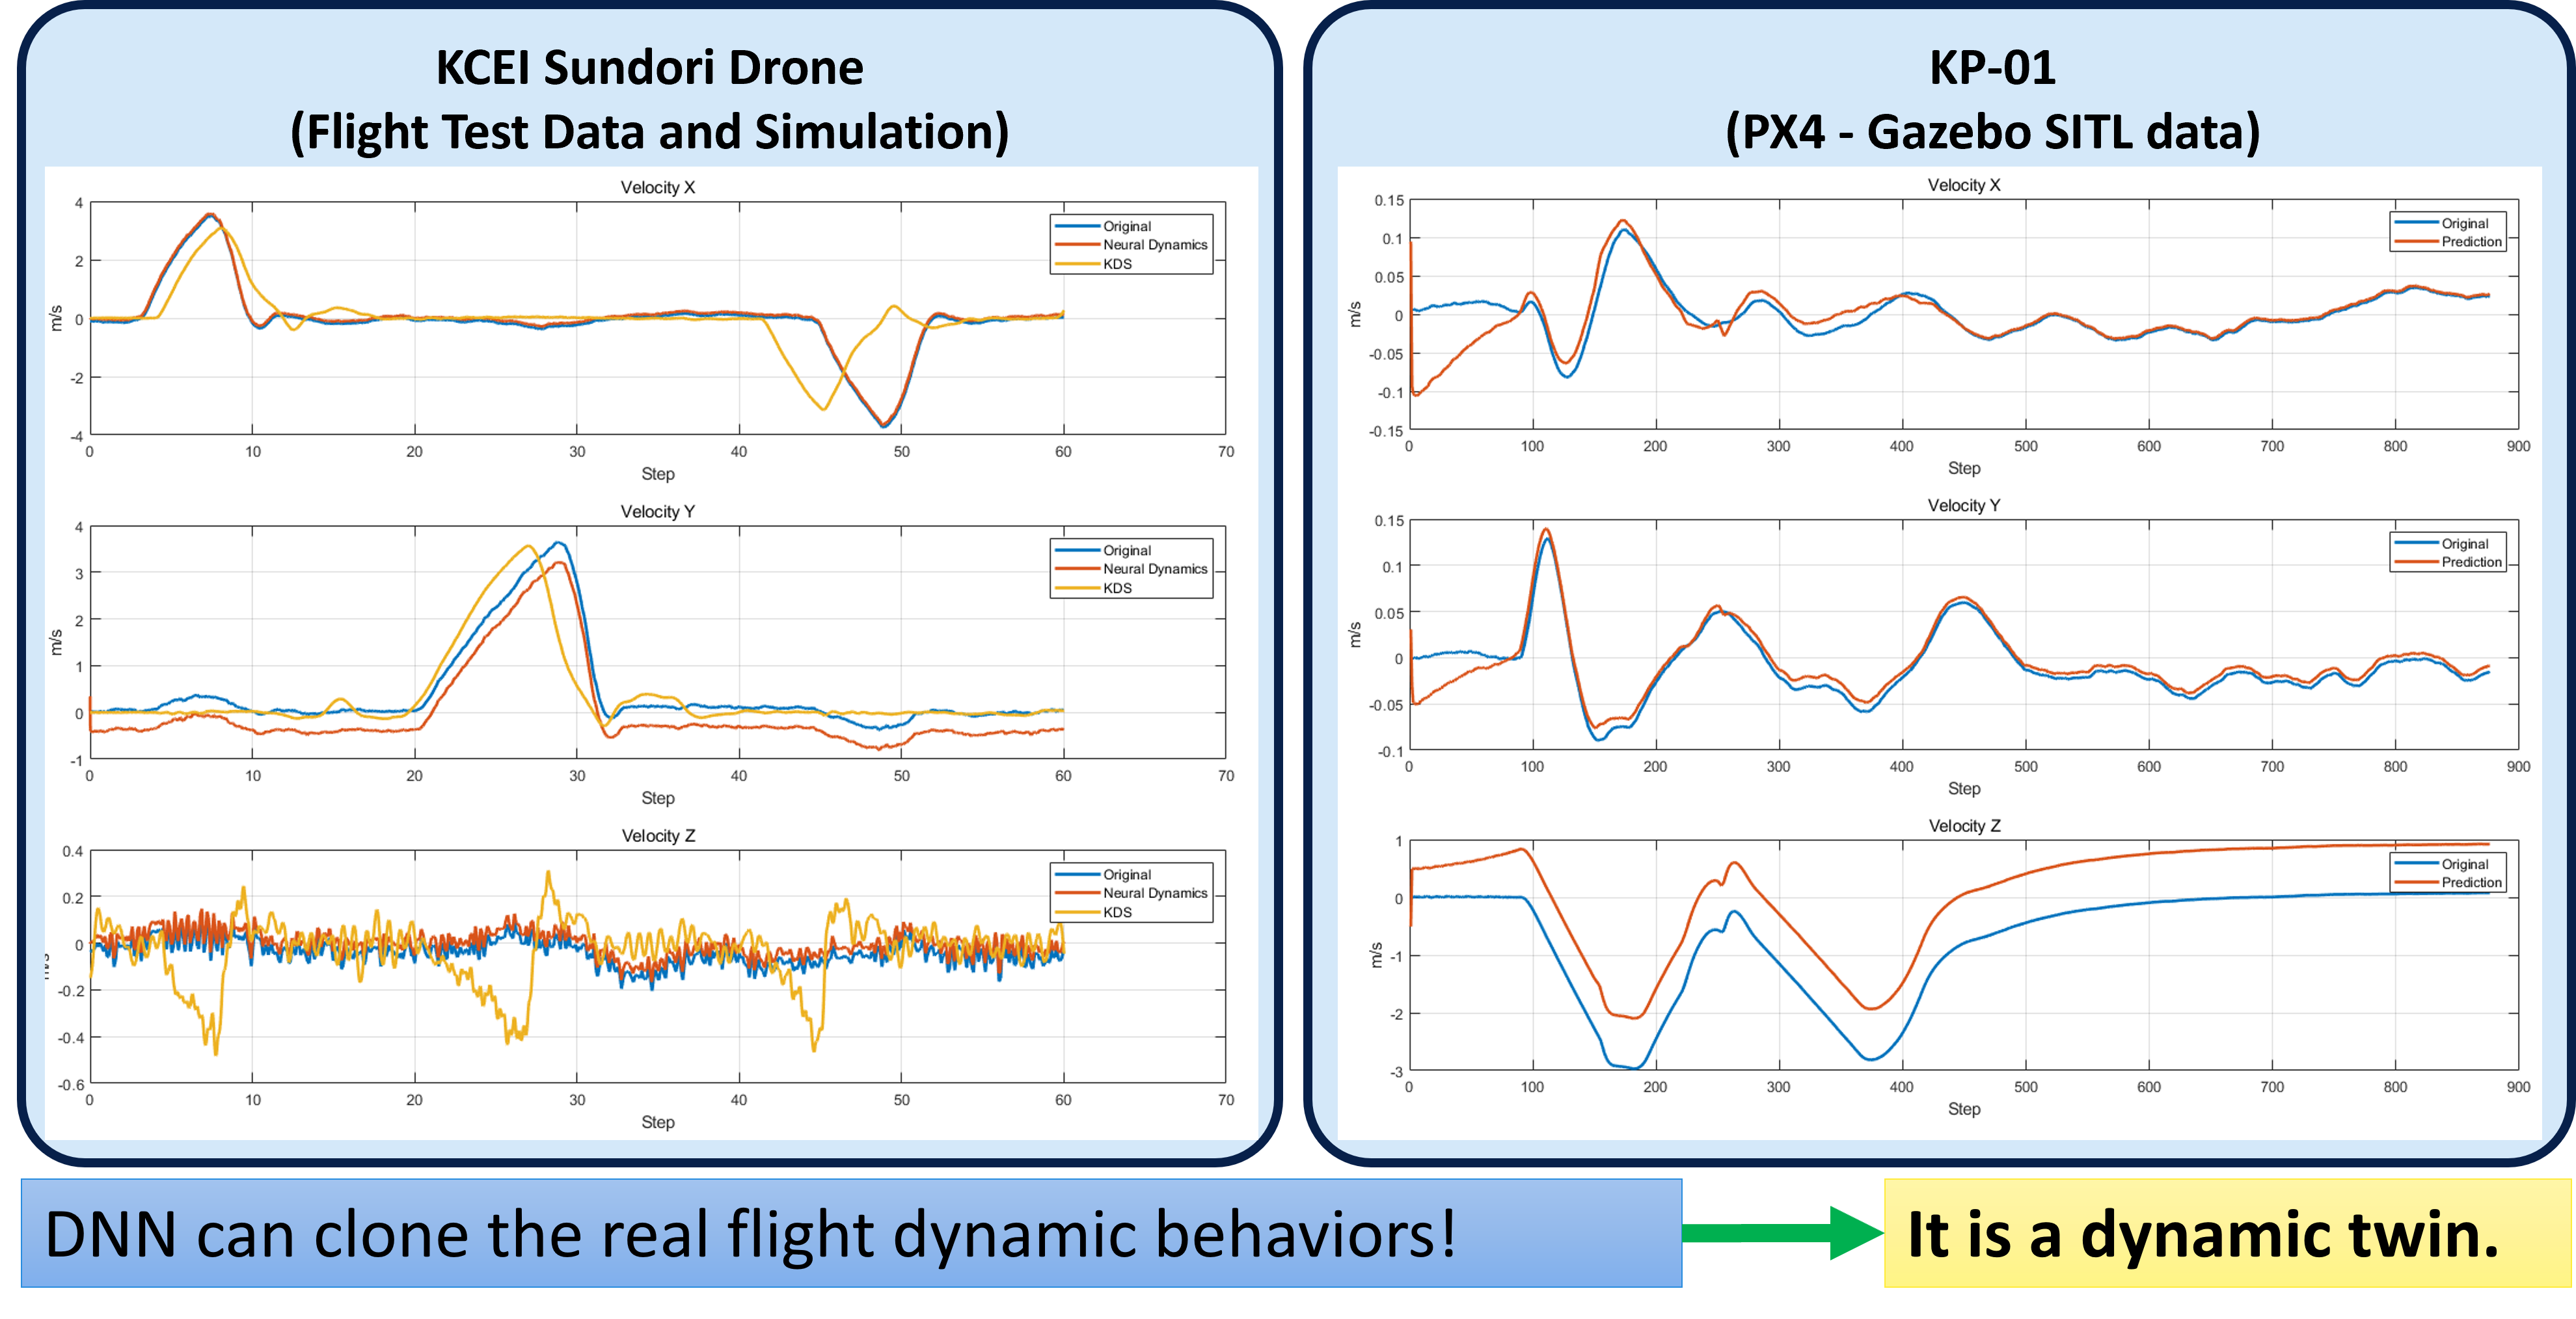 KCEI Sundori Drone
(Flight Test Data and Simulation)
Velocity X
4
2
0
-2
-4
m/s
0 10 20 30 40 50 60 70
Step
Original
Neural Dynamics
KDS
Velocity Y
4
3
2
1
0
-1
m/s
0 10 20 30 40 50 60 70
Step
Original
Neural Dynamics
KDS
Velocity Z
0.4
0.2
0
-0.2
-0.4
-0.6
0 10 20 30 40 50 60 70
Step
Original
Neural Dynamics
KDS
KP-01
(PX4 - Gazebo SITL data)
Velocity X
0.15
0.1
0.05
0
-0.05
-0.1
-0.15
m/s
0 100 200 300 400 500 600 700 800 900
Step
Original
Prediction
Velocity Y
0.15
0.1
0.05
0
-0.05
-0.1
m/s
0 100 200 300 400 500 600 700 800 900
Step
Original
Prediction
Velocity Z
1
0
-1
-2
-3
m/s
0 100 200 300 400 500 600 700 800 900
Step
Original
Prediction
DNN can clone the real flight dynamic behaviors!
It is a dynamic twin.